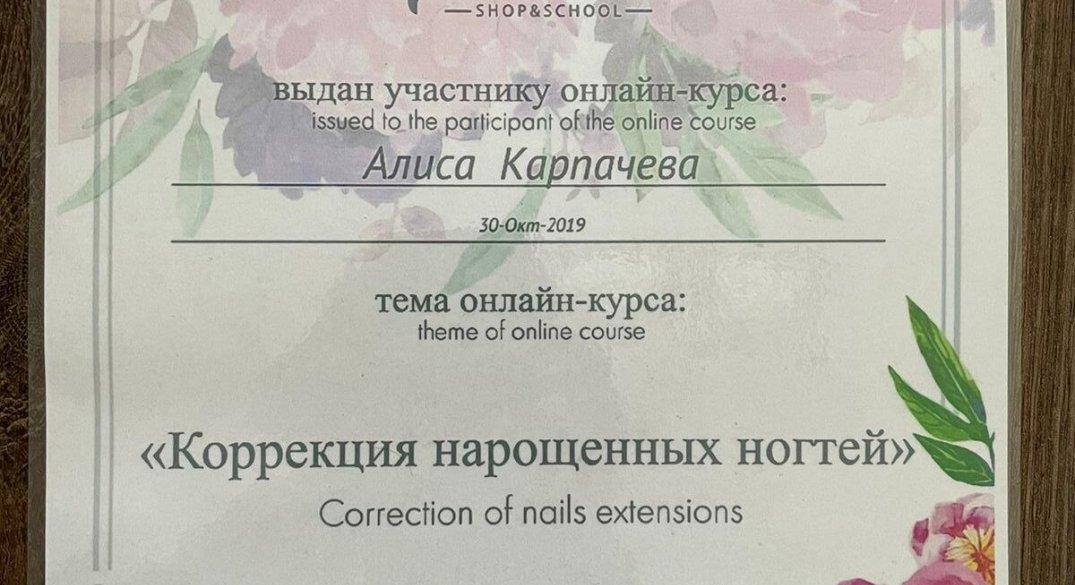 SHOP&SCHOOL
выдан участнику онлайн-курса:
issued to the participant of the online course
Алиса Карпачева
30-Окт-2019
тема онлайн-курса:
theme of online course
«Коррекция нарощенных ногтей»
Correction of nails extensions